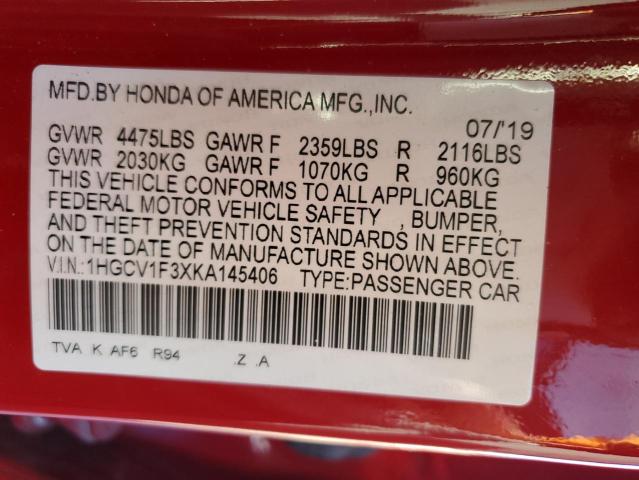 MFD.BY HONDA OF AMERICA MFG.,INC.
07/'19
GVWR 4475LBS GAWR F 2359LBS R 2116LBS
GVWR 2030KG GAWR F 1070KG R 960KG
THIS VEHICLE CONFORMS TO ALL APPLICABLE
FEDERAL MOTOR VEHICLE SAFETY , BUMPER,
AND THEFT PREVENTION STANDARDS IN EFFECT
ON THE DATE OF MANUFACTURE SHOWN ABOVE.
V.I.N.:1HGCV1F3XKA145406 TYPE:PASSENGER CAR
TVA K AF6 R94 .Z .A